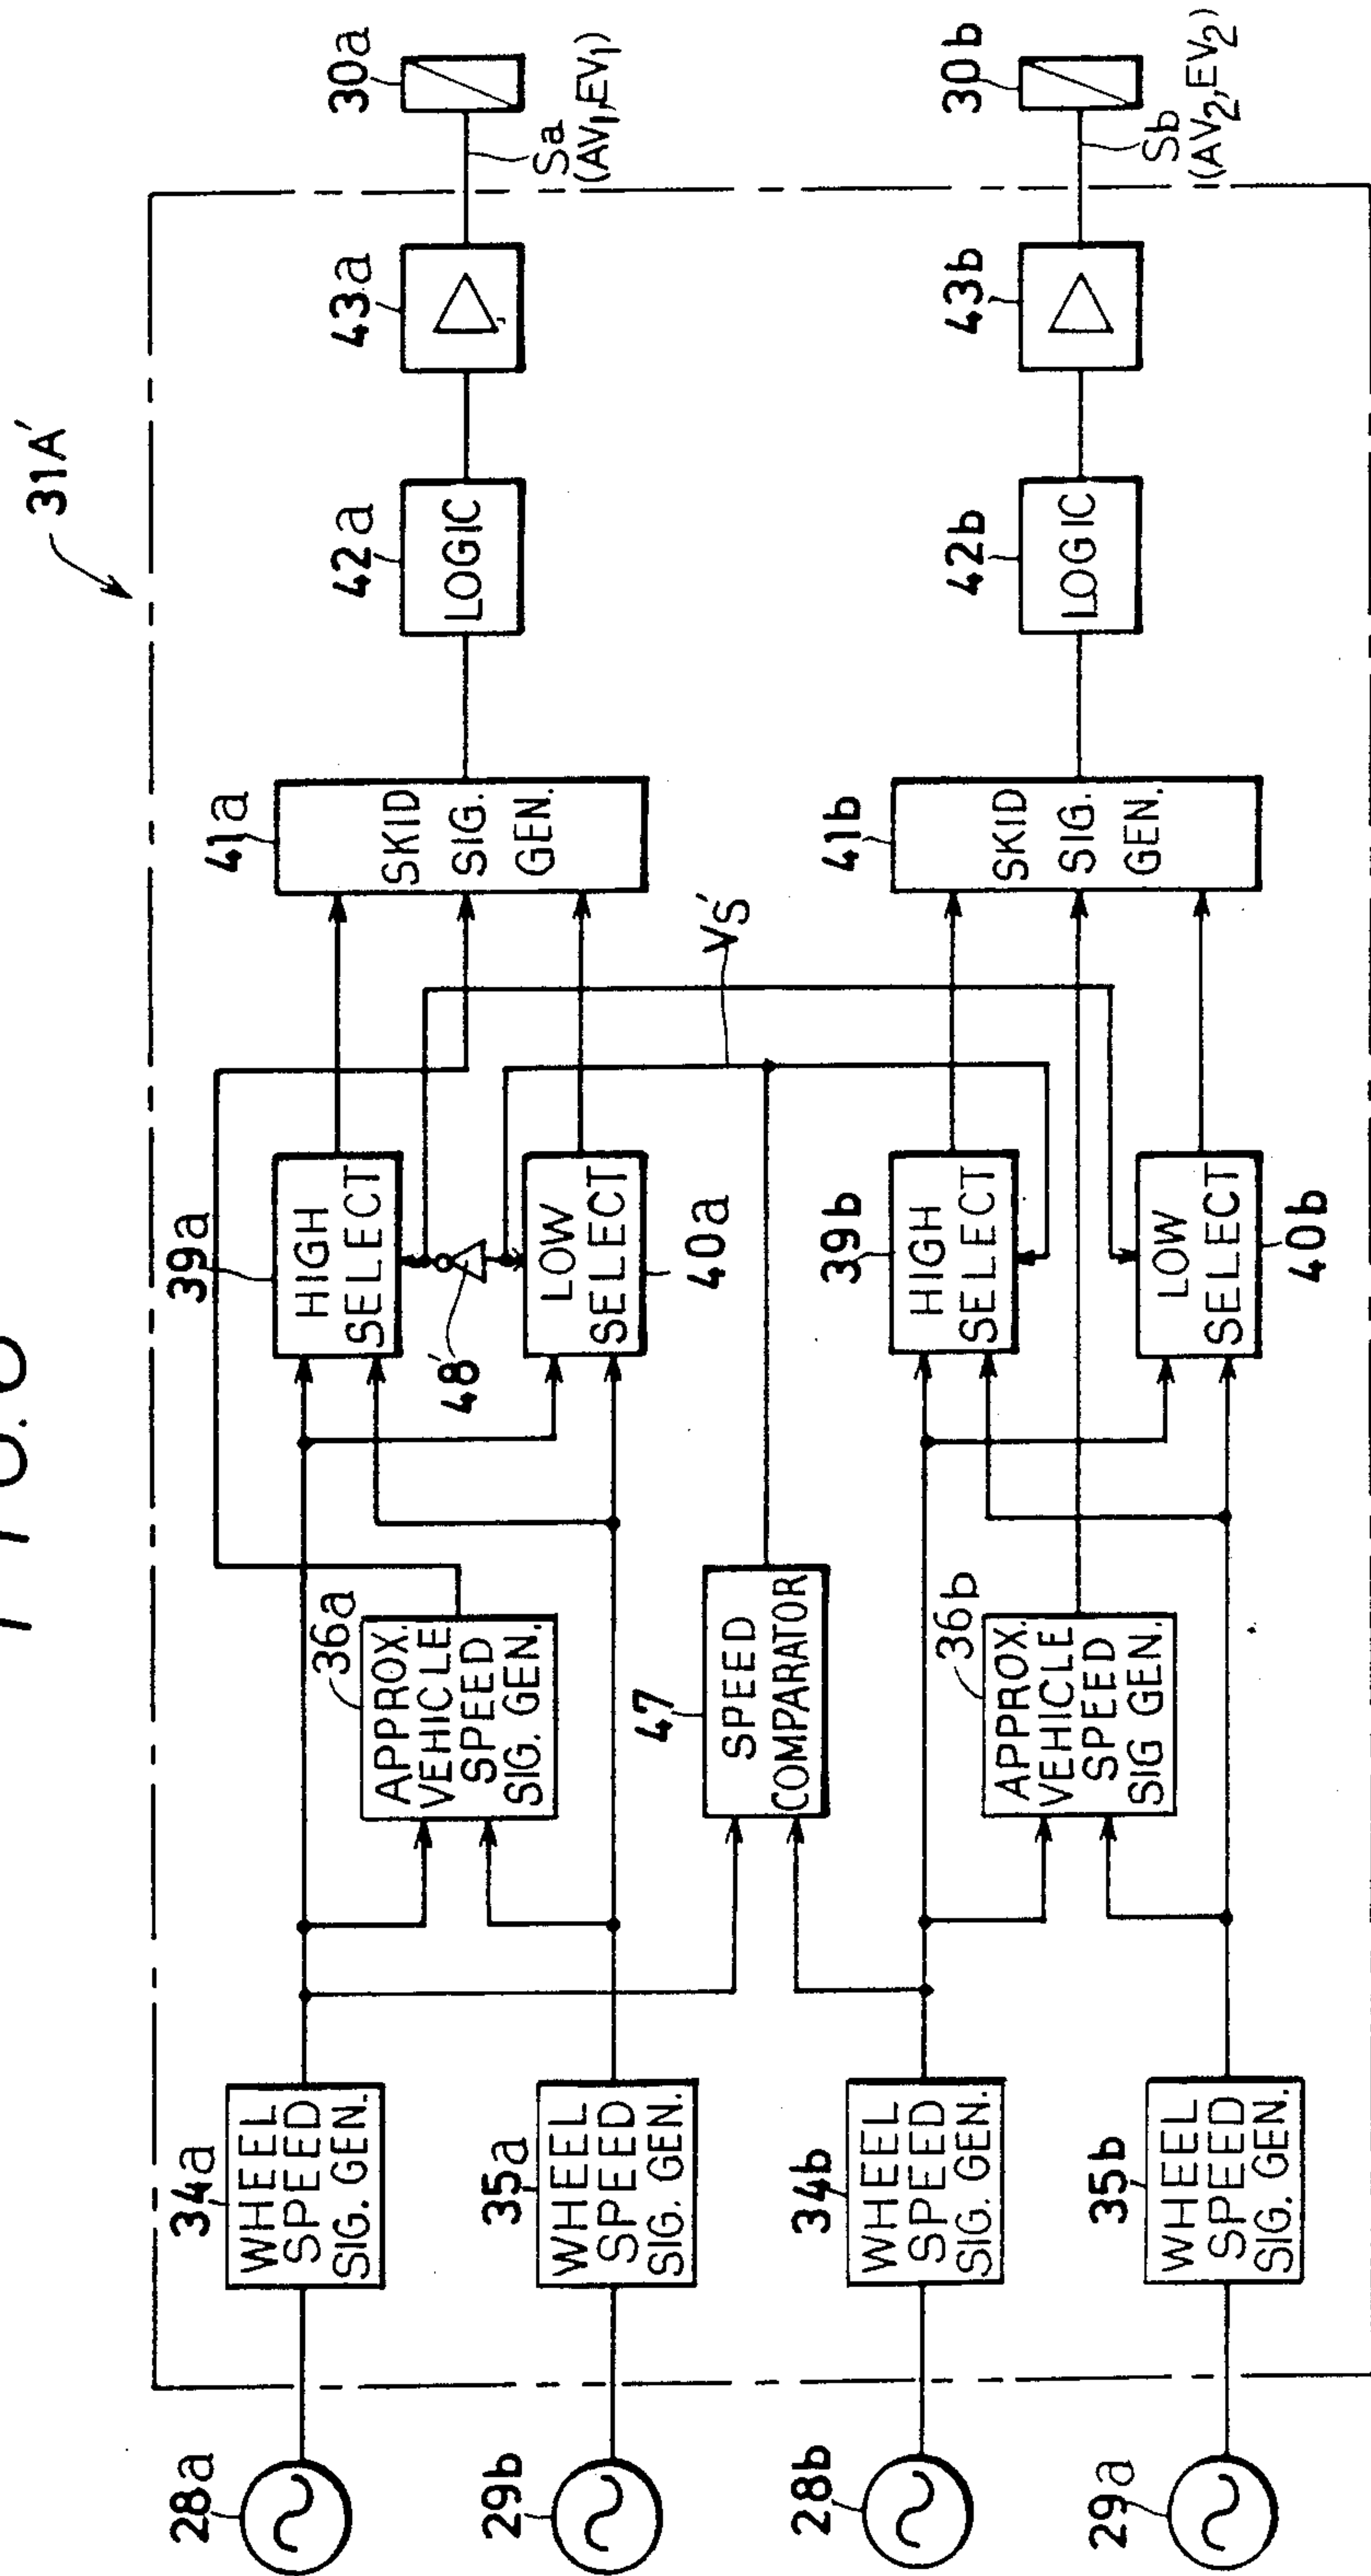 31A'
28a
34a
WHEEL
SPEED
SIG. GEN.
36a
APPROX.
VEHICLE
SPEED
SIG. GEN.
39a
HIGH
SELECT
41a
SKID
SIG.
GEN.
42a
LOGIC
43a
30a
Sa
(AV1,EV1)
29b
35a
WHEEL
SPEED
SIG. GEN.
48
LOW
SELECT
40a
47
SPEED
COMPARATOR
Vs'
28b
34b
WHEEL
SPEED
SIG. GEN.
36b
APPROX.
VEHICLE
SPEED
SIG GEN.
39b
HIGH
SELECT
41b
SKID
SIG.
GEN.
42b
LOGIC
43b
30b
Sb
(AV2,EV2)
29a
35b
WHEEL
SPEED
SIG. GEN.
LOW
SELECT
40b